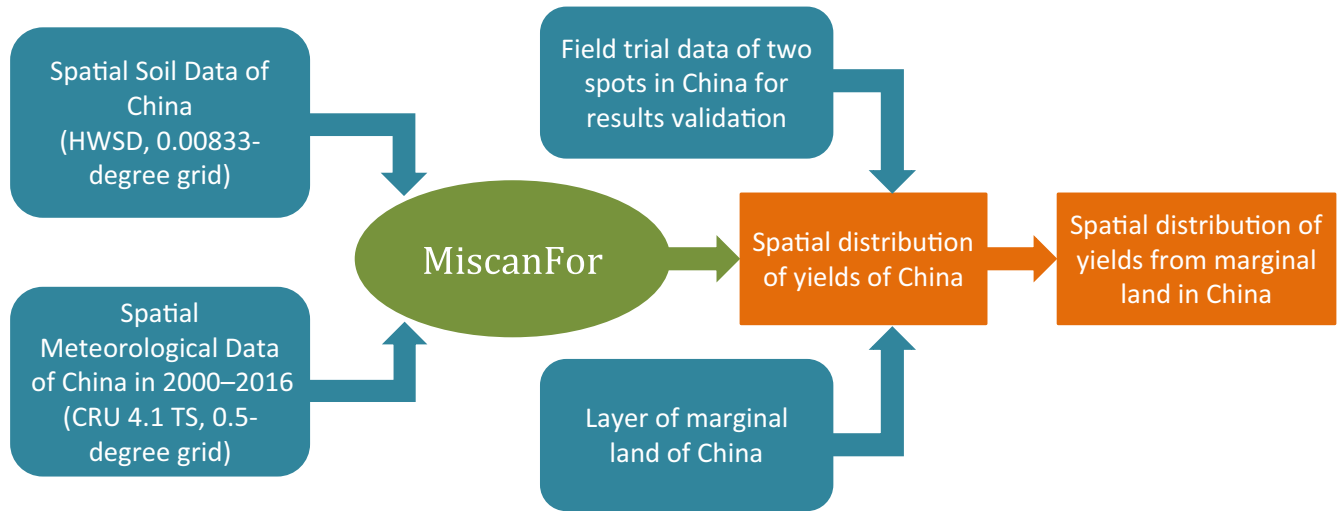 Spatial Soil Data of
China
(HWSD, 0.00833-
degree grid)
Spatial
Meteorological Data
of China in 2000–2016
(CRU 4.1 TS, 0.5-
degree grid)
MiscanFor
Field trial data of two
spots in China for
results validation
Layer of marginal
land of China
Spatial distribution
of yields of China
Spatial distribution of
yields from marginal
land in China